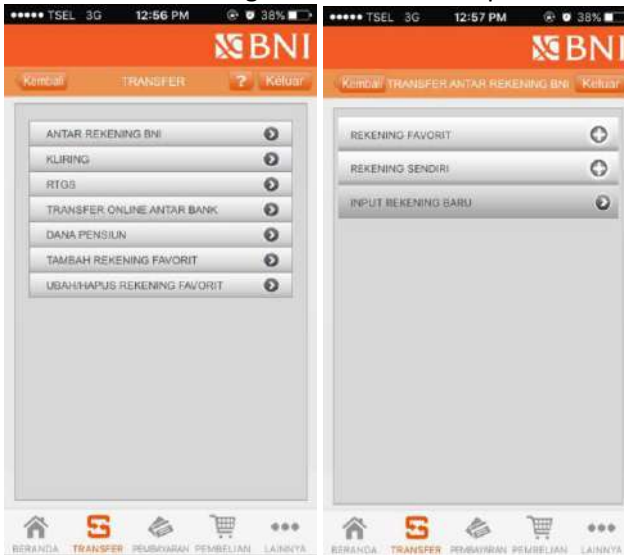 TSEL 3G 12:56 PM 38%
BNI
Kembali TRANSFER ? Keluar
ANTAR REKENING BNI
KLIRING
RTGS
TRANSFER ONLINE ANTAR BANK
DANA PENSIUN
TAMBAH REKENING FAVORIT
UBAH/HAPUS REKENING FAVORIT
BERANDA TRANSFER PEMBAYARAN PEMBELIAN LAINNYA
TSEL 3G 12:57 PM 38%
BNI
Kembali TRANSFER ANTAR REKENING BNI Keluar
REKENING FAVORIT
REKENING SENDIRI
INPUT REKENING BARU
BERANDA TRANSFER PEMBAYARAN PEMBELIAN LAINNYA